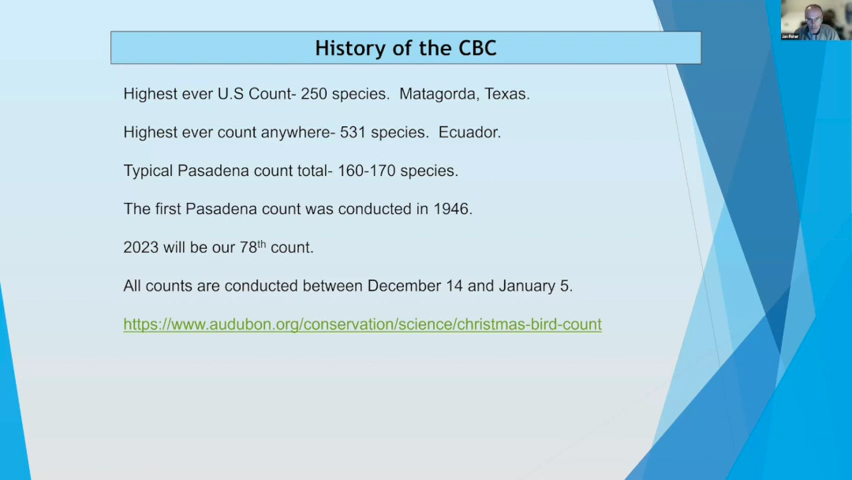 History of the CBC
Highest ever U.S Count- 250 species.  Matagorda, Texas.
Highest ever count anywhere- 531 species.  Ecuador.
Typical Pasadena count total- 160-170 species.
The first Pasadena count was conducted in 1946.
2023 will be our 78th count.
All counts are conducted between December 14 and January 5.
https://www.audubon.org/conservation/science/christmas-bird-count